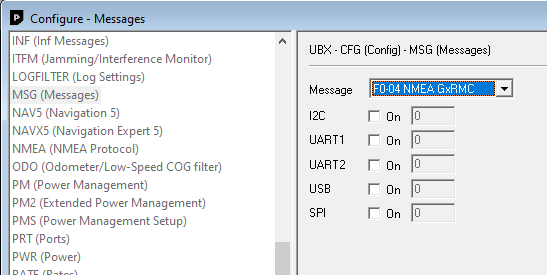 Configure - Messages
INF (Inf Messages)
ITFM (Jamming/Interference Monitor)
LOGFILTER (Log Settings)
MSG (Messages)
NAV5 (Navigation 5)
NAVX5 (Navigation Expert 5)
NMEA (NMEA Protocol)
ODO (Odometer/Low-Speed COG filter)
PM (Power Management)
PM2 (Extended Power Management)
PMS (Power Management Setup)
PRT (Ports)
PWR (Power)
RATE (Rates)
UBX - CFG (Config) - MSG (Messages)
Message F0-04 NMEA GxRMC
I2C On 0
UART1 On 0
UART2 On 0
USB On 0
SPI On 0